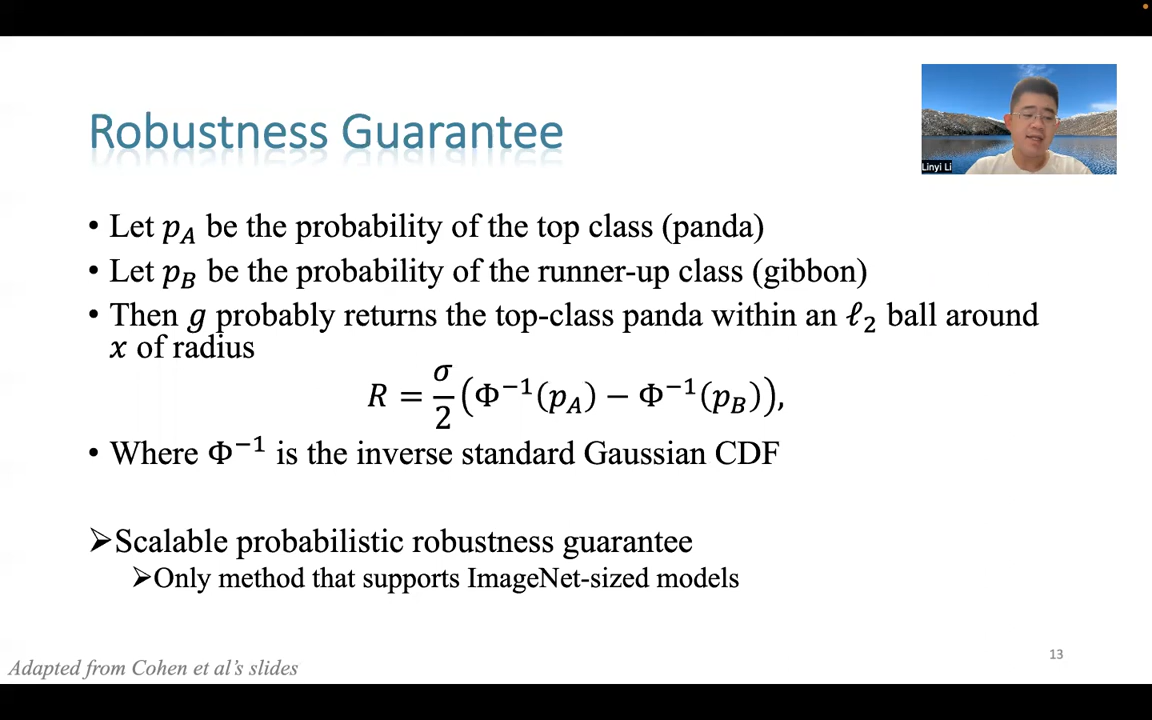 Robustness Guarantee
Linyi Li
• Let p_A be the probability of the top class (panda)
• Let p_B be the probability of the runner-up class (gibbon)
• Then g probably returns the top-class panda within an ℓ₂ ball around
x of radius
R = σ/2 (Φ⁻¹(p_A) − Φ⁻¹(p_B)),
• Where Φ⁻¹ is the inverse standard Gaussian CDF
➢Scalable probabilistic robustness guarantee
➢Only method that supports ImageNet-sized models
13
Adapted from Cohen et al's slides